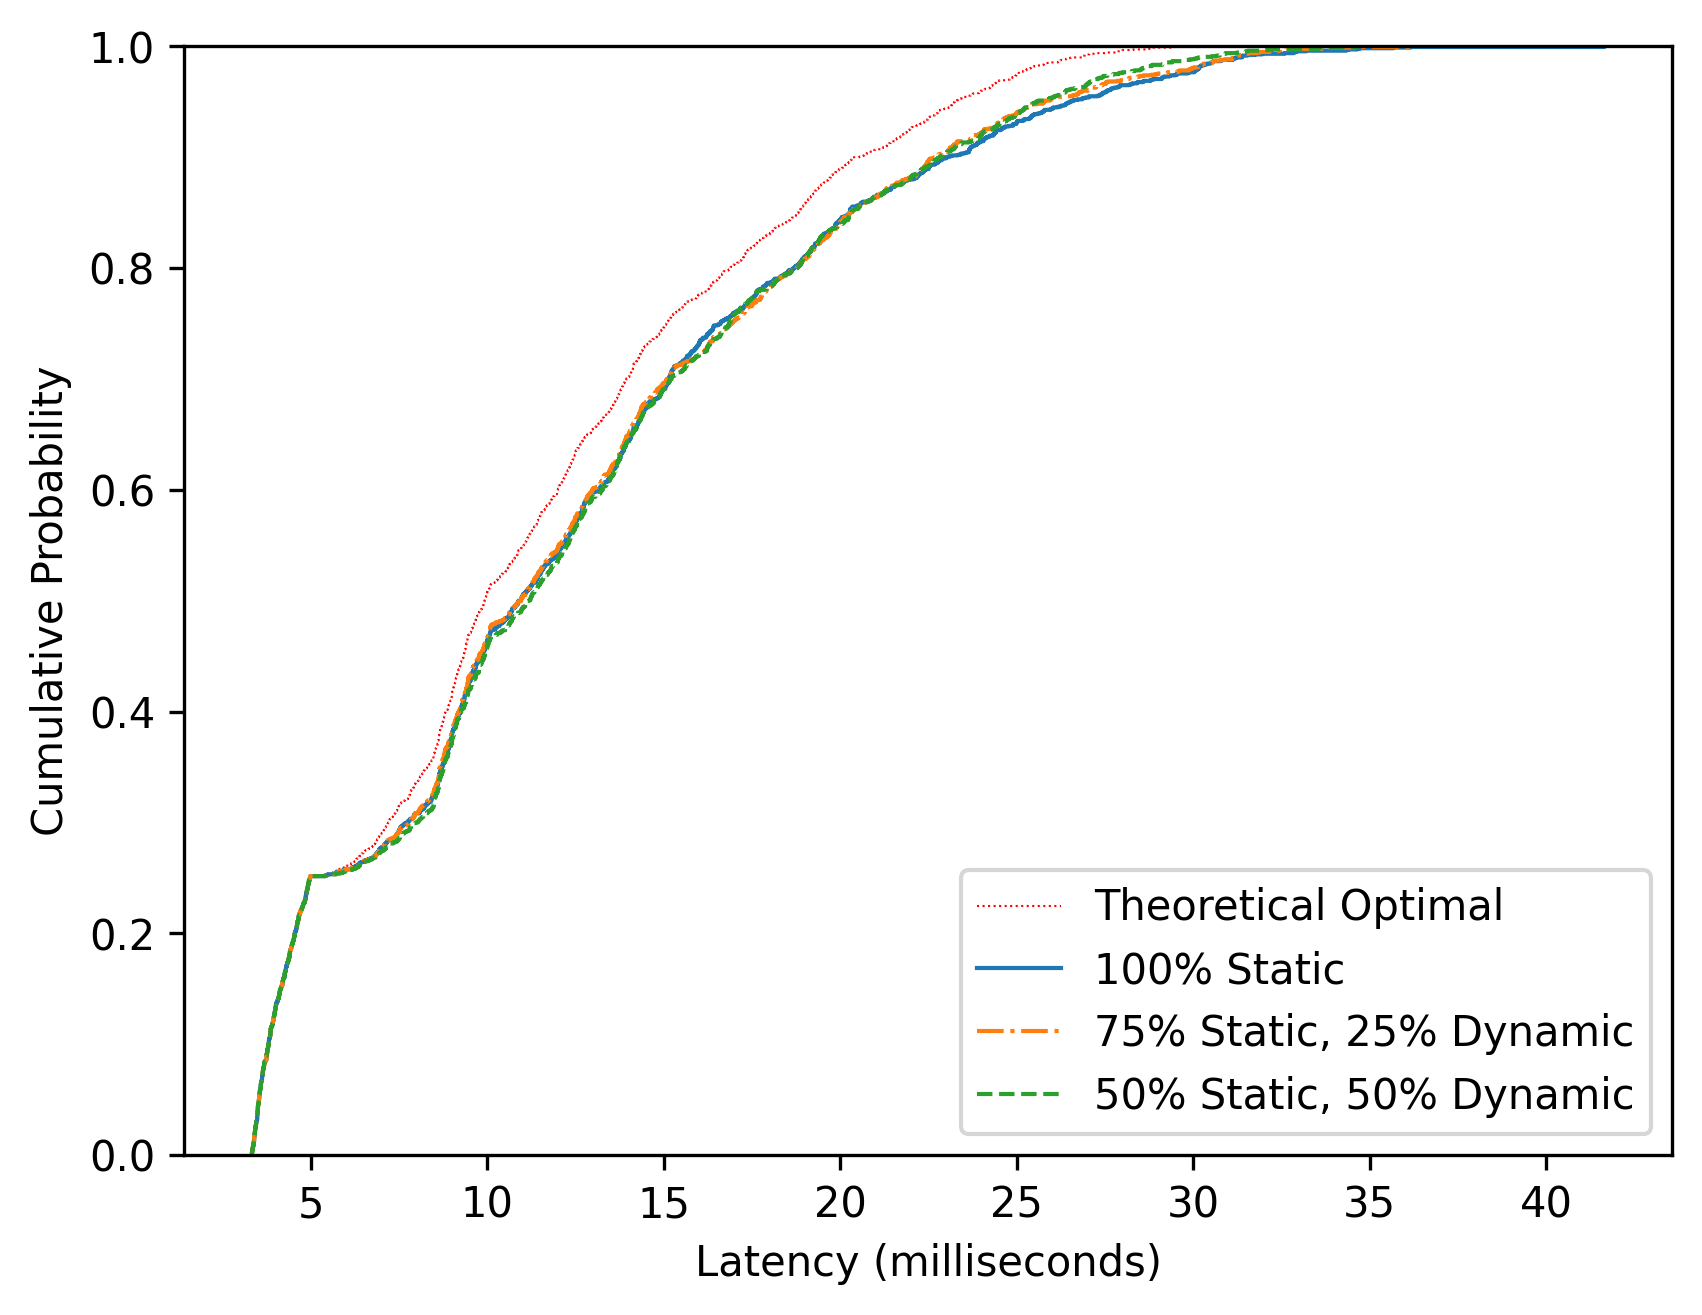 1.0
0.8
0.6
0.4
0.2
0.0
Cumulative Probability
5 10 15 20 25 30 35 40
Latency (milliseconds)
Theoretical Optimal
100% Static
75% Static, 25% Dynamic
50% Static, 50% Dynamic